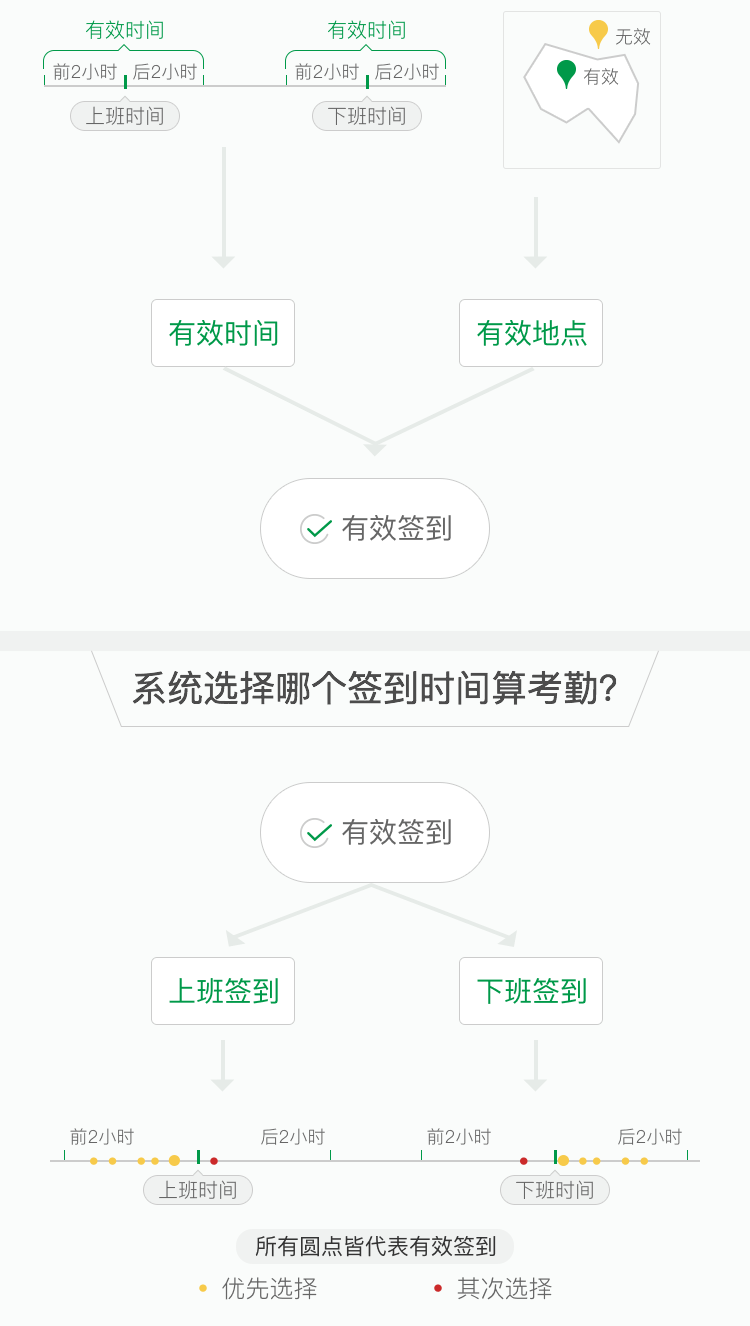 有效时间
有效时间
无效
前2小时 后2小时
前2小时 后2小时
有效
上班时间
下班时间
有效时间
有效地点
有效签到
系统选择哪个签到时间算考勤?
有效签到
上班签到
下班签到
前2小时
后2小时
前2小时
后2小时
上班时间
下班时间
所有圆点皆代表有效签到
优先选择
其次选择